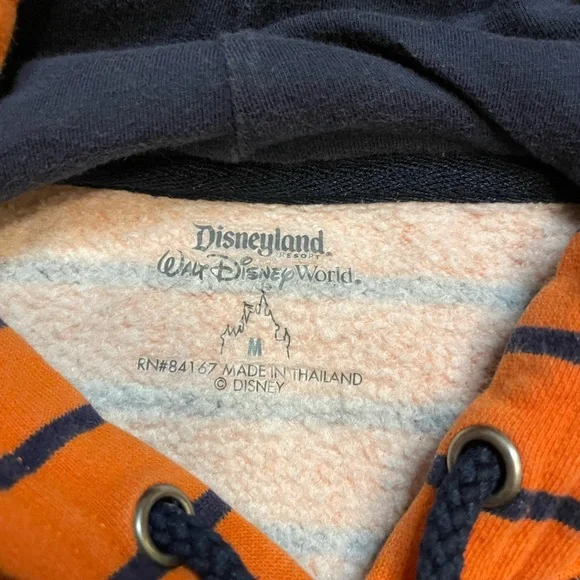 Disneyland
RESORT®
Walt Disney World®
M
RN#84167 MADE IN THAILAND
© DISNEY